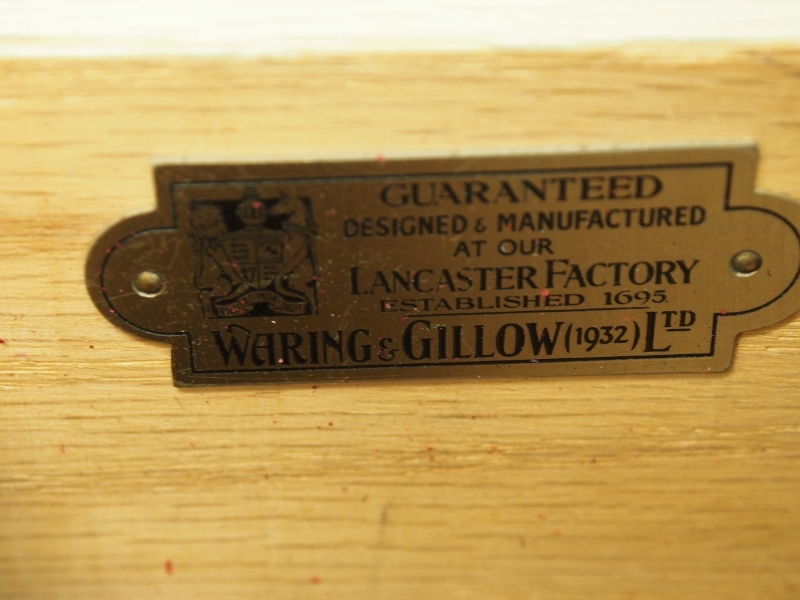 GUARANTEED
DESIGNED & MANUFACTURED
AT OUR
LANCASTER FACTORY
ESTABLISHED 1695
WARING & GILLOW (1932) LTD